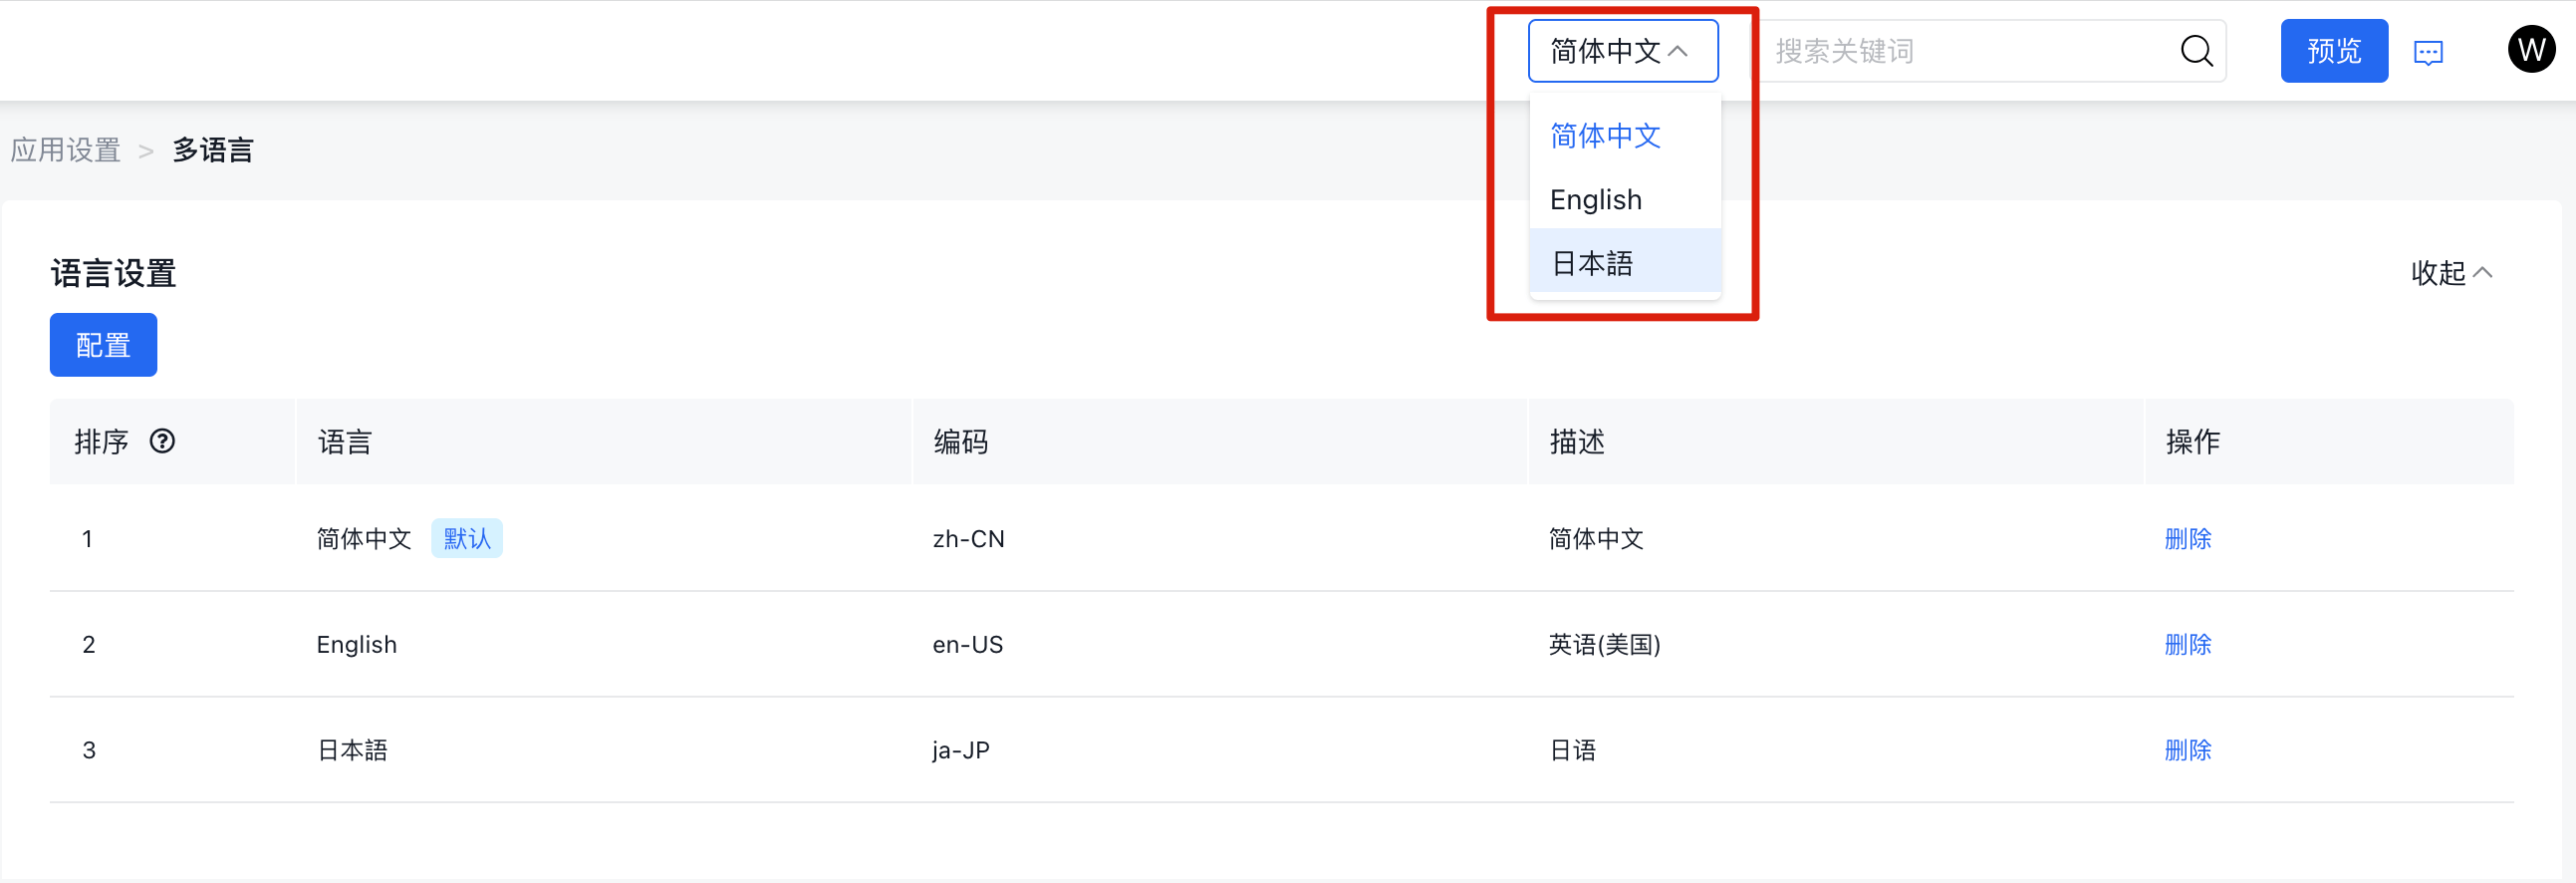 简体中文 搜索关键词 预览 W
简体中文
English
日本語
应用设置 > 多语言
语言设置 收起
配置
排序 ? 语言 编码 描述 操作
1 简体中文 默认 zh-CN 简体中文 删除
2 English en-US 英语(美国) 删除
3 日本語 ja-JP 日语 删除